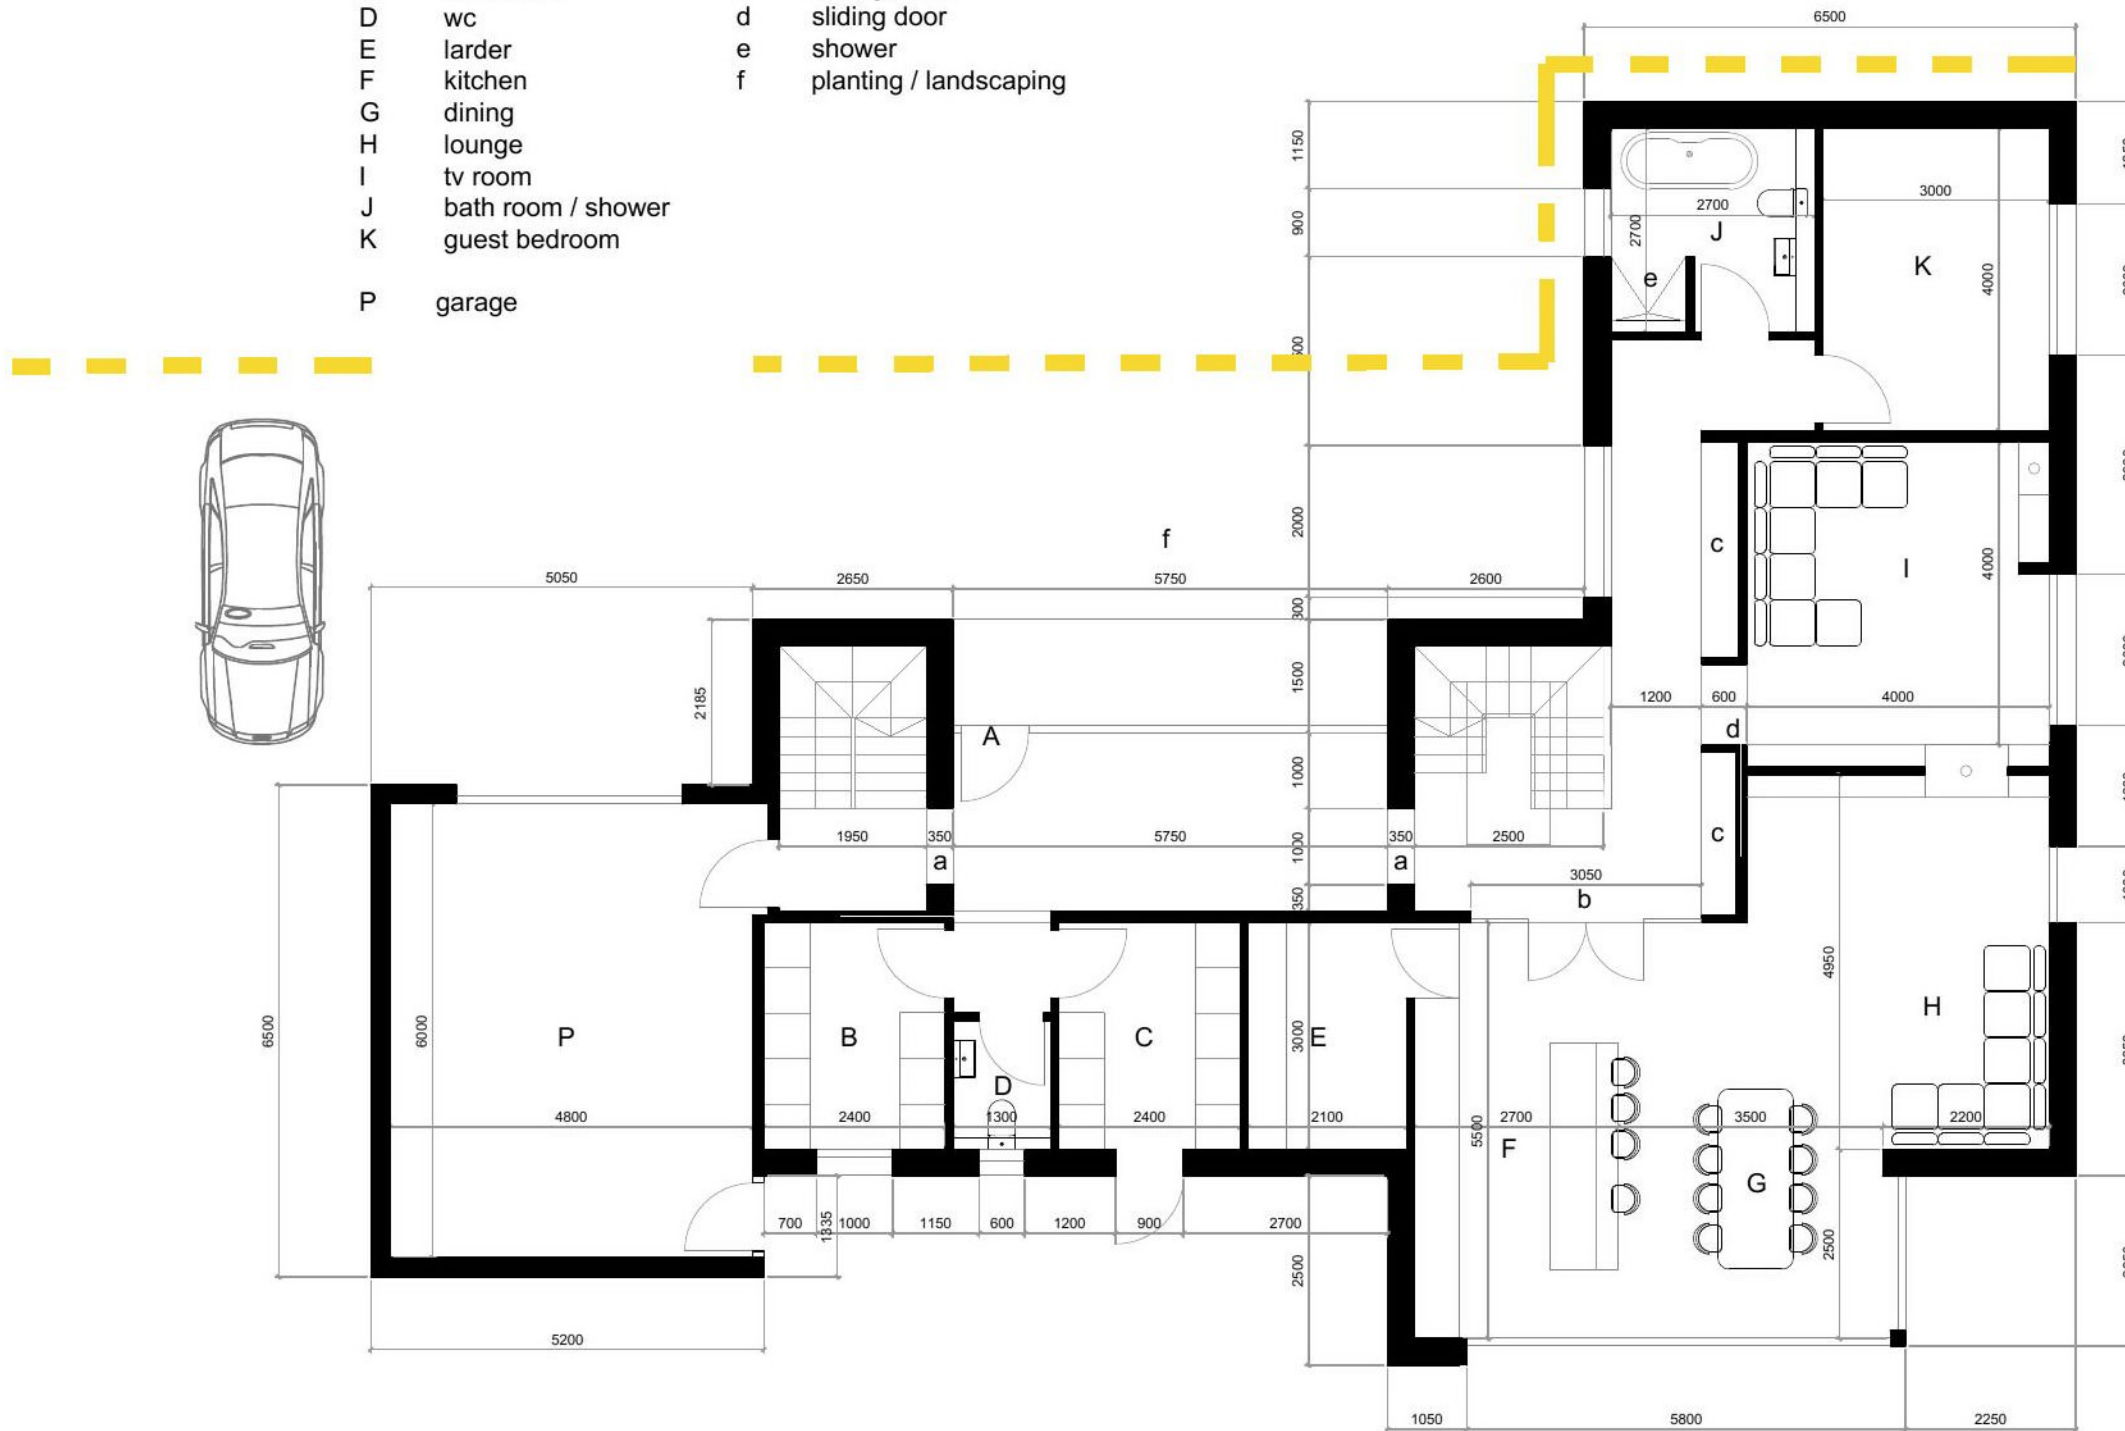 D wc d sliding door
E larder e shower
F kitchen f planting / landscaping
G dining
H lounge
I tv room
J bath room / shower
K guest bedroom
P garage
6500
1150
900
2000
300
1500
1000
1000
350
3000
2500
2700
2700
J
e
3000
K
4000
c
I
4000
1200 600 4000
d
f
5050 2650 5750 2600
2185
A
1950 350 5750 350 2500
a a
c
3050
b
6500
6000
P
4800
B
2400
D
1300
C
2400
E
2100
2700
5500
F
3500
G
2200
4950
H
2500
700 1000 1150 600 1200 900 2700
1335
5200
1050 5800 2250